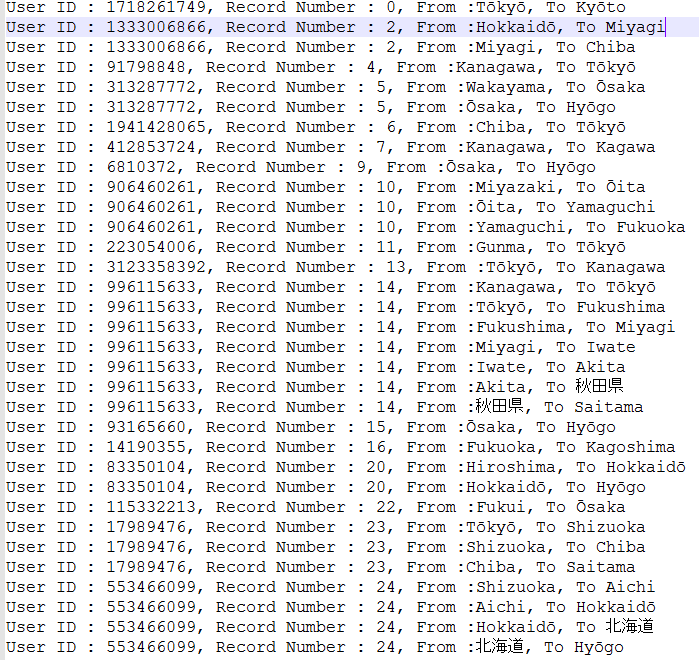 User ID : 1718261749, Record Number : 0, From :Tōkyō, To Kyōto
User ID : 1333006866, Record Number : 2, From :Hokkaidō, To Miyagi
User ID : 1333006866, Record Number : 2, From :Miyagi, To Chiba
User ID : 91798848, Record Number : 4, From :Kanagawa, To Tōkyō
User ID : 313287772, Record Number : 5, From :Wakayama, To Ōsaka
User ID : 313287772, Record Number : 5, From :Ōsaka, To Hyōgo
User ID : 1941428065, Record Number : 6, From :Chiba, To Tōkyō
User ID : 412853724, Record Number : 7, From :Kanagawa, To Kagawa
User ID : 6810372, Record Number : 9, From :Ōsaka, To Hyōgo
User ID : 906460261, Record Number : 10, From :Miyazaki, To Ōita
User ID : 906460261, Record Number : 10, From :Ōita, To Yamaguchi
User ID : 906460261, Record Number : 10, From :Yamaguchi, To Fukuoka
User ID : 223054006, Record Number : 11, From :Gunma, To Tōkyō
User ID : 3123358392, Record Number : 13, From :Tōkyō, To Kanagawa
User ID : 996115633, Record Number : 14, From :Kanagawa, To Tōkyō
User ID : 996115633, Record Number : 14, From :Tōkyō, To Fukushima
User ID : 996115633, Record Number : 14, From :Fukushima, To Miyagi
User ID : 996115633, Record Number : 14, From :Miyagi, To Iwate
User ID : 996115633, Record Number : 14, From :Iwate, To Akita
User ID : 996115633, Record Number : 14, From :Akita, To 秋田県
User ID : 996115633, Record Number : 14, From :秋田県, To Saitama
User ID : 93165660, Record Number : 15, From :Ōsaka, To Hyōgo
User ID : 14190355, Record Number : 16, From :Fukuoka, To Kagoshima
User ID : 83350104, Record Number : 20, From :Hiroshima, To Hokkaidō
User ID : 83350104, Record Number : 20, From :Hokkaidō, To Hyōgo
User ID : 115332213, Record Number : 22, From :Fukui, To Ōsaka
User ID : 17989476, Record Number : 23, From :Tōkyō, To Shizuoka
User ID : 17989476, Record Number : 23, From :Shizuoka, To Chiba
User ID : 17989476, Record Number : 23, From :Chiba, To Saitama
User ID : 553466099, Record Number : 24, From :Shizuoka, To Aichi
User ID : 553466099, Record Number : 24, From :Aichi, To Hokkaidō
User ID : 553466099, Record Number : 24, From :Hokkaidō, To 北海道
User ID : 553466099, Record Number : 24, From :北海道, To Hyōgo